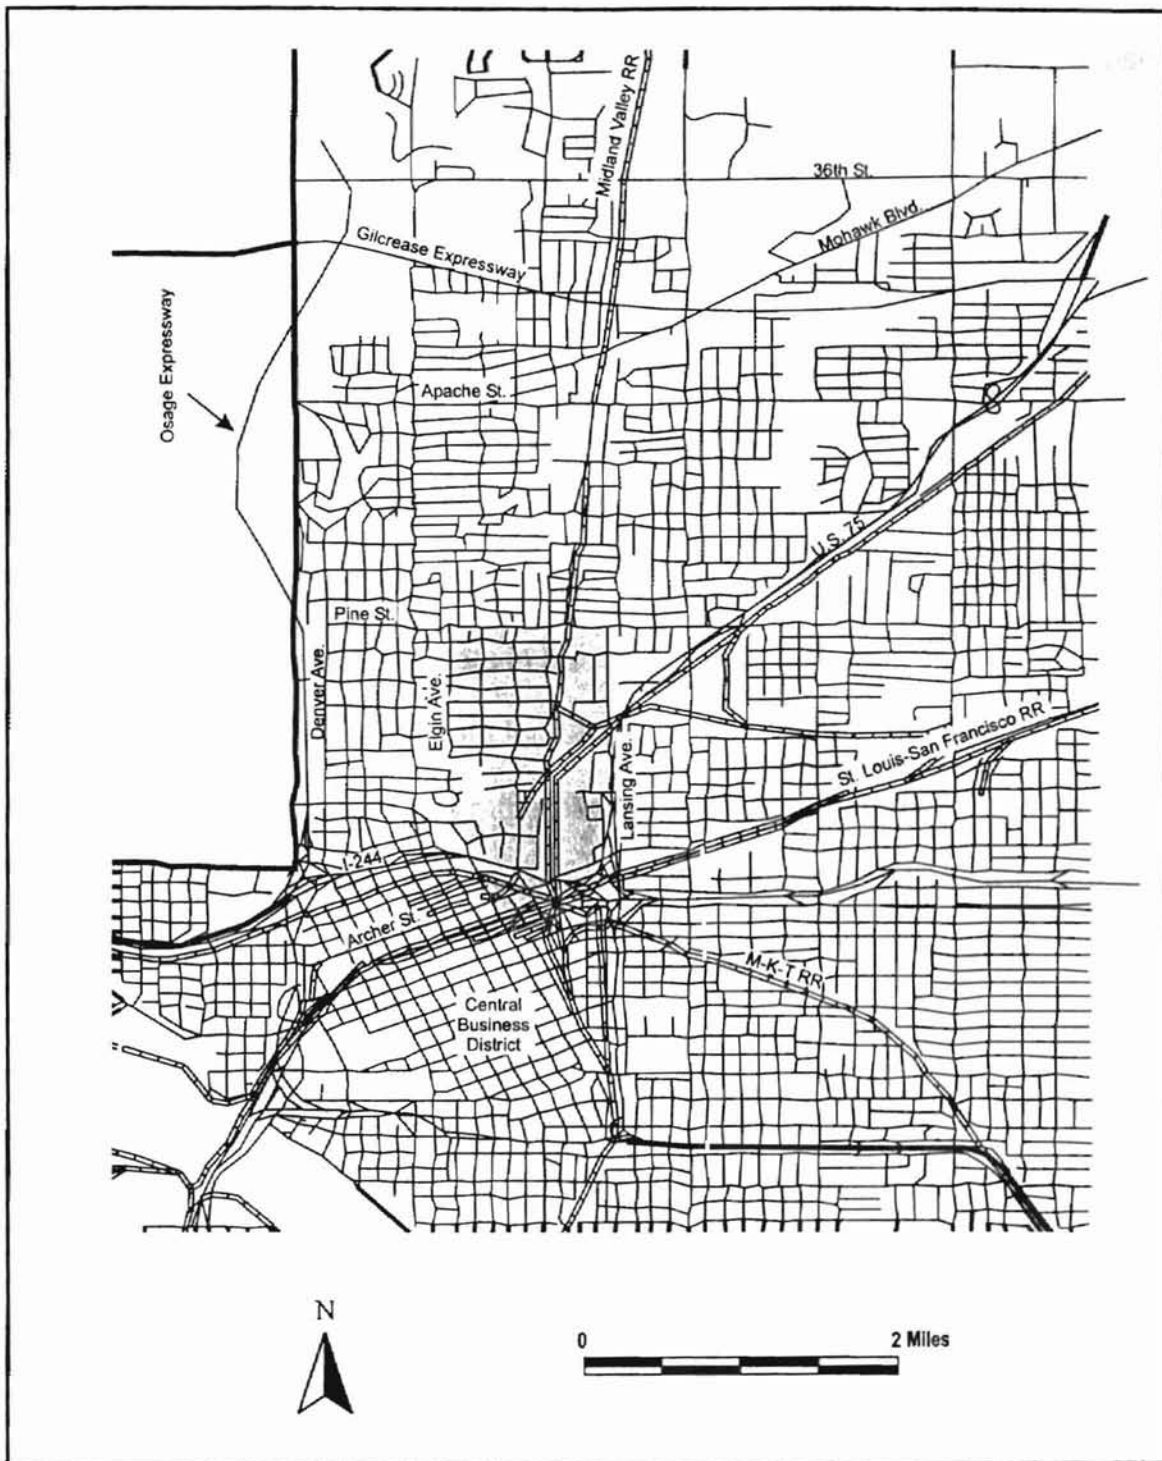 Midland Valley RR
36th St.
Mohawk Blvd.
Gilcrease Expressway
Osage Expressway
Apache St.
U.S. 75
Pine St.
Denver Ave.
Elgin Ave.
Lansing Ave.
St. Louis-San Francisco RR
I-244
Archer St.
M-K-T RR
Central
Business
District
N
0
2 Miles